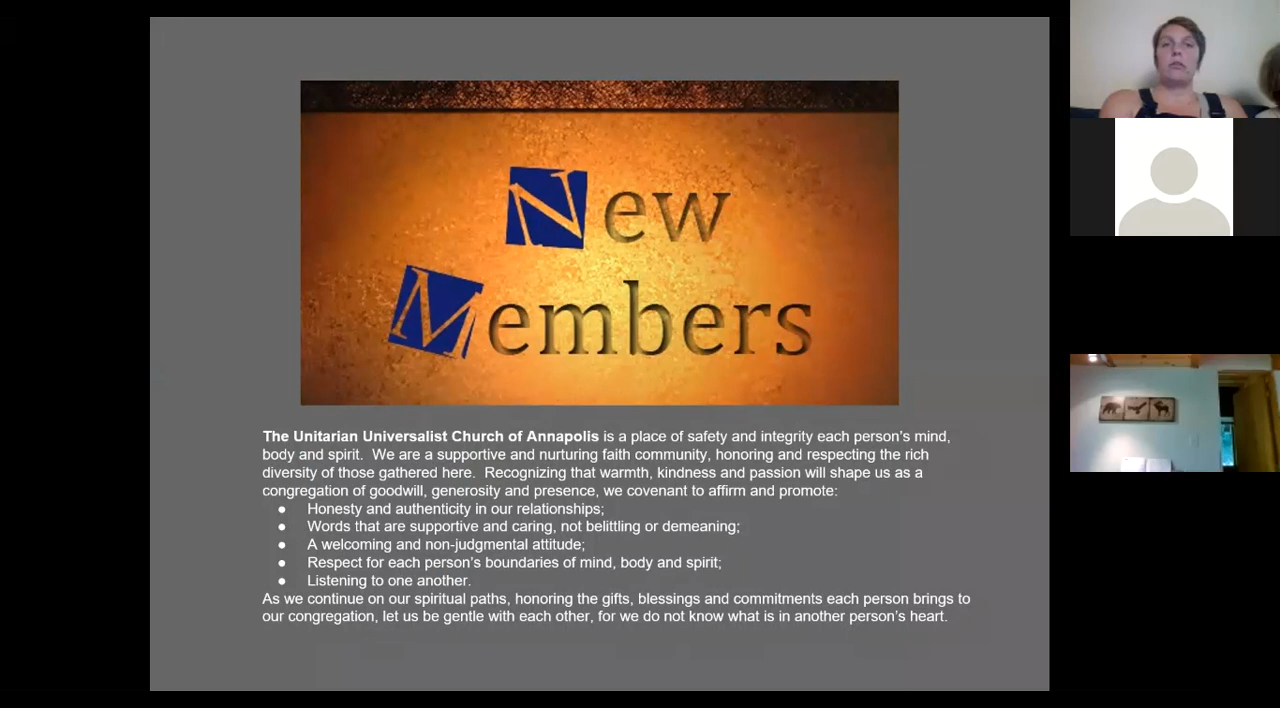 New
Members
The Unitarian Universalist Church of Annapolis is a place of safety and integrity each person's mind,
body and spirit.  We are a supportive and nurturing faith community, honoring and respecting the rich
diversity of those gathered here.  Recognizing that warmth, kindness and passion will shape us as a
congregation of goodwill, generosity and presence, we covenant to affirm and promote:
● Honesty and authenticity in our relationships;
● Words that are supportive and caring, not belittling or demeaning;
● A welcoming and non-judgmental attitude;
● Respect for each person's boundaries of mind, body and spirit;
● Listening to one another.
As we continue on our spiritual paths, honoring the gifts, blessings and commitments each person brings to
our congregation, let us be gentle with each other, for we do not know what is in another person's heart.